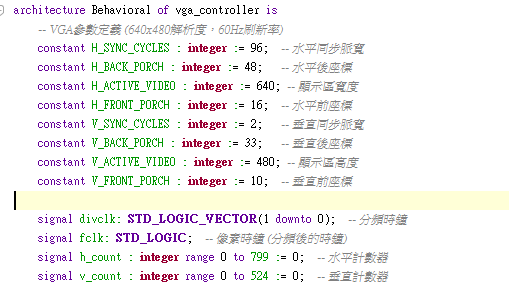 architecture Behavioral of vga_controller is
-- VGA參數定義 (640x480解析度，60Hz刷新率)
constant H_SYNC_CYCLES : integer := 96; -- 水平同步脈寬
constant H_BACK_PORCH : integer := 48; -- 水平後座標
constant H_ACTIVE_VIDEO : integer := 640; -- 顯示區寬度
constant H_FRONT_PORCH : integer := 16; -- 水平前座標
constant V_SYNC_CYCLES : integer := 2; -- 垂直同步脈寬
constant V_BACK_PORCH : integer := 33; -- 垂直後座標
constant V_ACTIVE_VIDEO : integer := 480; -- 顯示區高度
constant V_FRONT_PORCH : integer := 10; -- 垂直前座標
signal divclk: STD_LOGIC_VECTOR(1 downto 0); -- 分頻時鐘
signal fclk: STD_LOGIC; -- 像素時鐘 (分頻後的時鐘)
signal h_count : integer range 0 to 799 := 0; -- 水平計數器
signal v_count : integer range 0 to 524 := 0; -- 垂直計數器